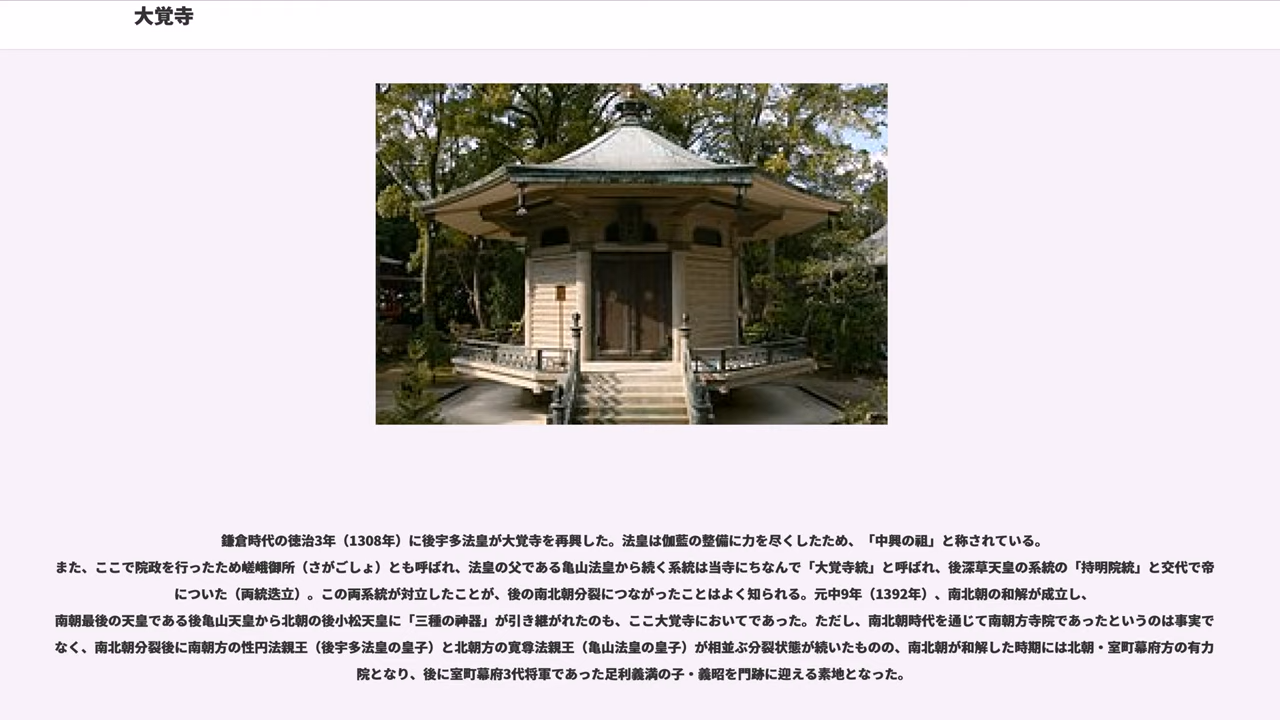 大覚寺
鎌倉時代の徳治3年（1308年）に後宇多法皇が大覚寺を再興した。法皇は伽藍の整備に力を尽くしたため、「中興の祖」と称されている。
また、ここで院政を行ったため嵯峨御所（さがごしょ）とも呼ばれ、法皇の父である亀山法皇から続く系統は当寺にちなんで「大覚寺統」と呼ばれ、後深草天皇の系統の「持明院統」と交代で帝
についた（両統迭立）。この両系統が対立したことが、後の南北朝分裂につながったことはよく知られる。元中9年（1392年）、南北朝の和解が成立し、
南朝最後の天皇である後亀山天皇から北朝の後小松天皇に「三種の神器」が引き継がれたのも、ここ大覚寺においてであった。ただし、南北朝時代を通じて南朝方寺院であったというのは事実で
なく、南北朝分裂後に南朝方の性円法親王（後宇多法皇の皇子）と北朝方の寛尊法親王（亀山法皇の皇子）が相並ぶ分裂状態が続いたものの、南北朝が和解した時期には北朝・室町幕府方の有力
院となり、後に室町幕府3代将軍であった足利義満の子・義昭を門跡に迎える素地となった。